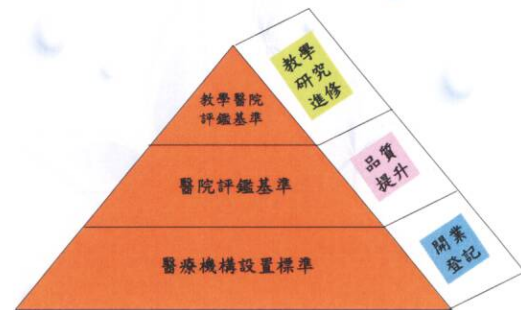 教學醫院
評鑑基準
教學
研究
進修
醫院評鑑基準
品質
提升
醫療機構設置標準
開業
登記